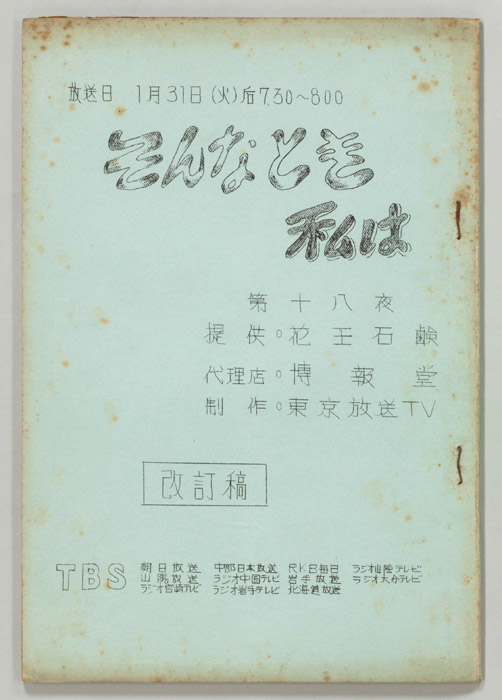 放送日 1月31日(火)后7.30~8.00
そんなとき
私は
第十八夜
提供。花王石鹸
代理店。博報堂
制作。東京放送TV
改訂稿
TBS 朝日放送 中部日本放送 RKB毎日 ラジオ山陰テレビ
山陽放送 ラジオ中国テレビ 岩手放送 ラジオ大分テレビ
ラジオ宮崎テレビ ラジオ岩手テレビ 北海道放送